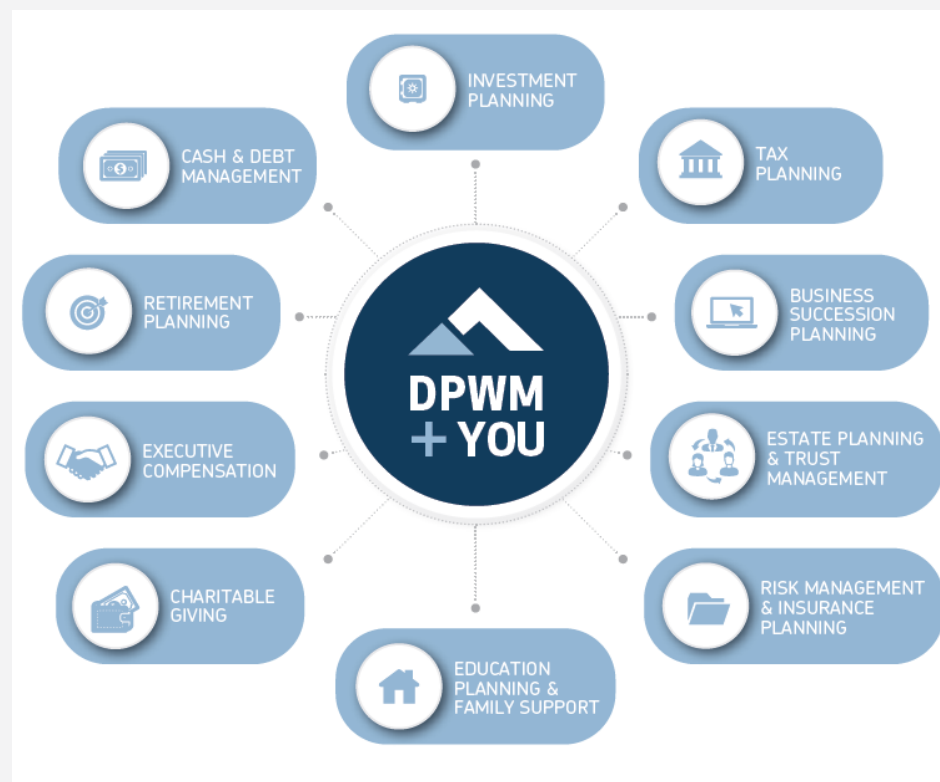 INVESTMENT
PLANNING
TAX
PLANNING
BUSINESS
SUCCESSION
PLANNING
ESTATE PLANNING
& TRUST
MANAGEMENT
RISK MANAGEMENT
& INSURANCE
PLANNING
EDUCATION
PLANNING &
FAMILY SUPPORT
CHARITABLE
GIVING
EXECUTIVE
COMPENSATION
RETIREMENT
PLANNING
CASH & DEBT
MANAGEMENT
DPWM
+ YOU